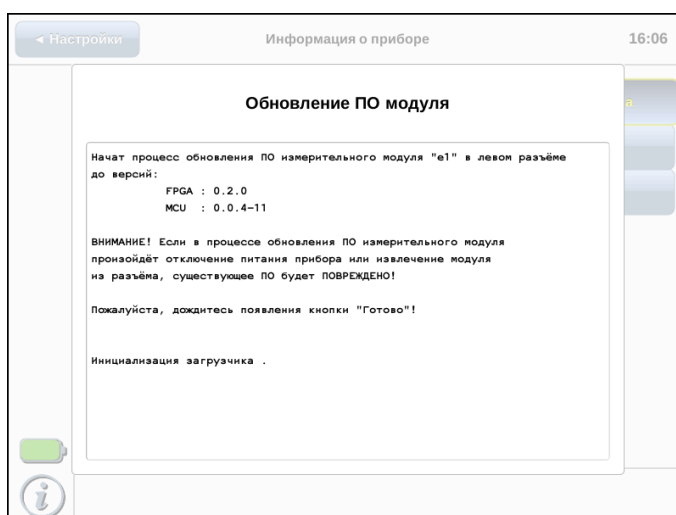 ◄ Настройки
Информация о приборе
16:06
Обновление ПО модуля
Начат процесс обновления ПО измерительного модуля "e1" в левом разъёме
до версий:
FPGA : 0.2.0
MCU : 0.0.4-11
ВНИМАНИЕ! Если в процессе обновления ПО измерительного модуля
произойдёт отключение питания прибора или извлечение модуля
из разъёма, существующее ПО будет ПОВРЕЖДЕНО!
Пожалуйста, дождитесь появления кнопки "Готово"!
Инициализация загрузчика .